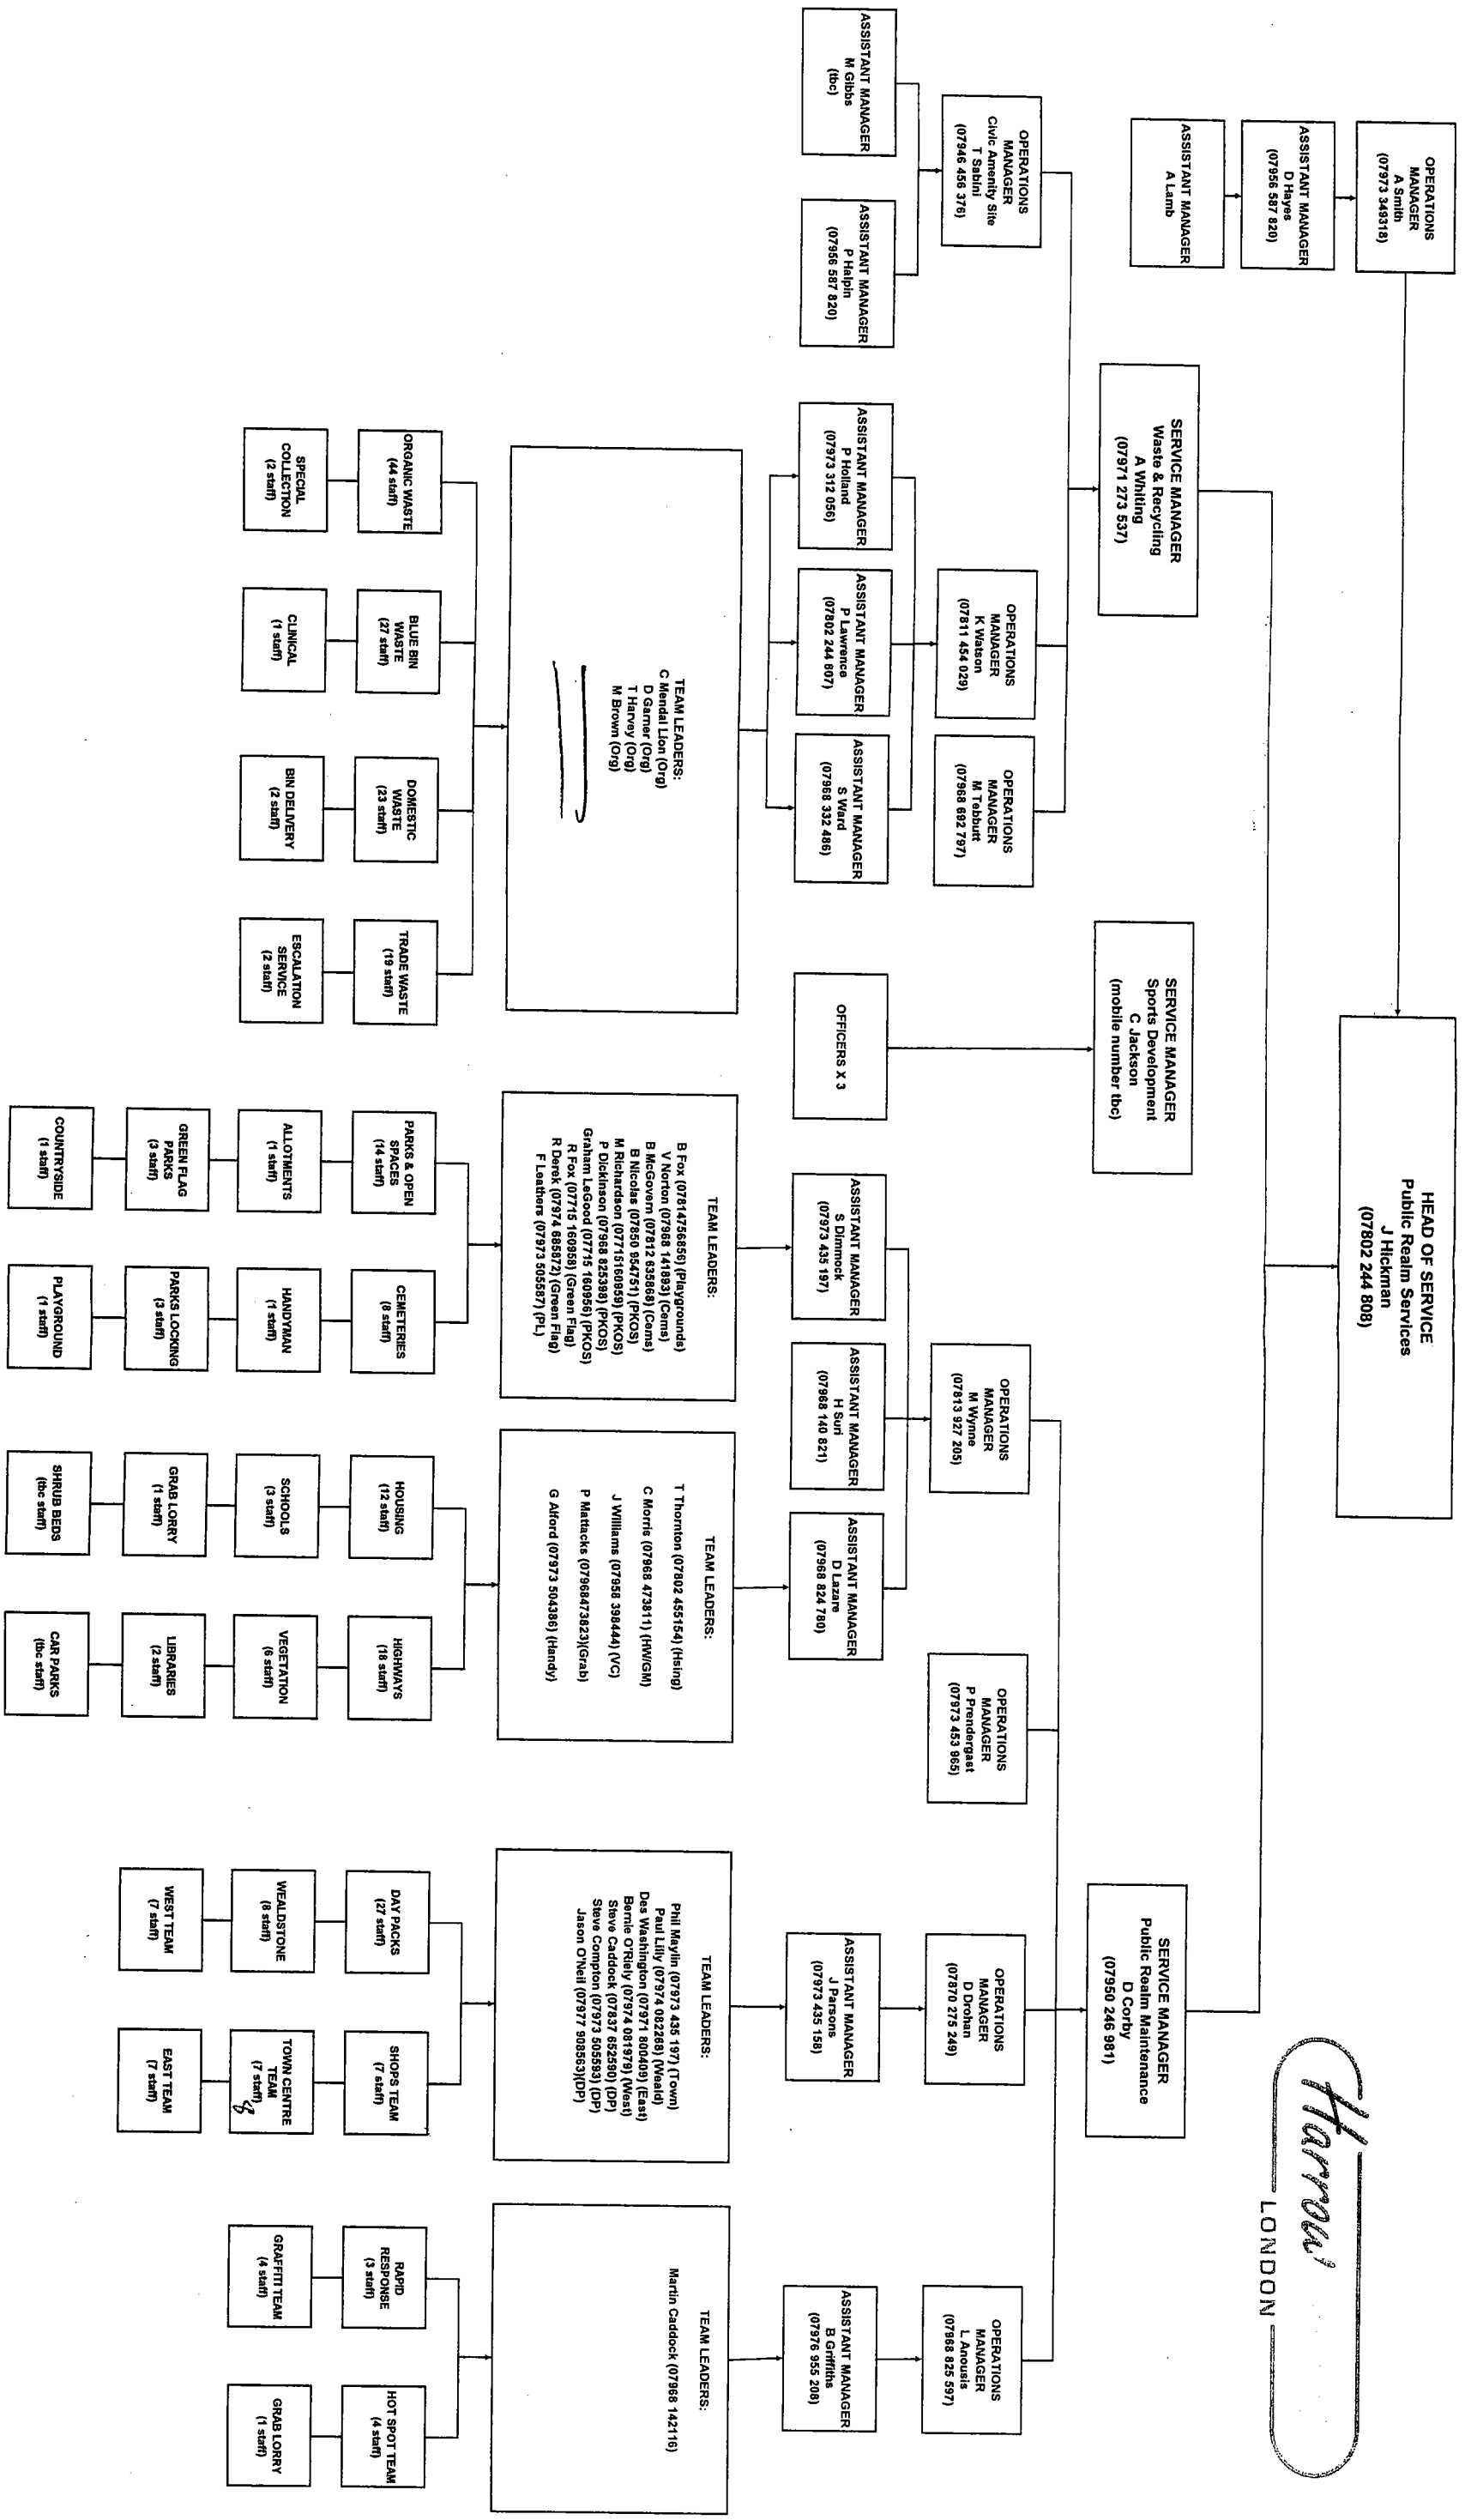 Harrow
LONDON
HEAD OF SERVICE
Public Realm Services
J Hickman
(07802 244 808)
OPERATIONS
MANAGER
A Smith
(07973 349318)
ASSISTANT MANAGER
D Hayes
(07956 587 820)
ASSISTANT MANAGER
A Lamb
SERVICE MANAGER
Waste & Recycling
A Whiting
(07971 273 537)
SERVICE MANAGER
Sports Development
C Jackson
(mobile number tbc)
SERVICE MANAGER
Public Realm Maintenance
D Corby
(07950 246 981)
OPERATIONS
MANAGER
Civic Amenity Site
T Sabini
(07946 456 376)
OPERATIONS
MANAGER
K Watson
(07811 454 029)
OPERATIONS
MANAGER
M Tebbutt
(07968 692 797)
OPERATIONS
MANAGER
M Wynne
(07813 927 205)
OPERATIONS
MANAGER
P Prendergast
(07973 453 965)
OPERATIONS
MANAGER
D Drohan
(07870 275 249)
OPERATIONS
MANAGER
L Anousis
(07968 825 597)
ASSISTANT MANAGER
M Gibbs
(tbc)
ASSISTANT MANAGER
P Halpin
(07956 587 820)
ASSISTANT MANAGER
P Holland
(07973 312 056)
ASSISTANT MANAGER
P Lawrence
(07802 244 807)
ASSISTANT MANAGER
S Ward
(07968 332 486)
OFFICERS X 3
ASSISTANT MANAGER
S Dimmock
(07973 435 197)
ASSISTANT MANAGER
H Suri
(07968 140 821)
ASSISTANT MANAGER
D Lazare
(07968 824 780)
ASSISTANT MANAGER
J Parsons
(07973 435 158)
ASSISTANT MANAGER
B Griffiths
(07976 955 208)
TEAM LEADERS:
C Mendal Lion (Org)
D Garner (Org)
T Harvey (Org)
M Brown (Org)
TEAM LEADERS:
B Fox (07814756856) (Playgrounds)
V Norton (07968 141893) (Cems)
B McGovern (07812 635868) (Cems)
B Nicolas (07850 954751) (PKOS)
M Richardson (07715160959) (PKOS)
P Dickinson (07968 825398) (PKOS)
Graham LeGood (07715 160956) (PKOS)
R Fox (07715 160958) (Green Flag)
R Derek (07974 685872) (Green Flag)
F Leathers (07973 505587) (PL)
TEAM LEADERS:
T Thornton (07802 455154) (Hsing)
C Morris (07968 473811) (HW/GM)
J Williams (07958 398444) (VC)
P Mattacks (07968473823)(Grab)
G Afford (07973 504386) (Handy)
TEAM LEADERS:
Phil Maylin (07973 435 197) (Town)
Paul Lilly (07974 082268) (Weald)
Des Washington (07971 800409) (East)
Bernie O'Riely (07974 081979) (West)
Steve Caddock (07837 652590) (DP)
Steve Compton (07973 505593) (DP)
Jason O'Neil (07977 908563)(DP)
TEAM LEADERS:
Martin Caddock (07968 142116)
ORGANIC WASTE
(44 staff)
BLUE BIN
WASTE
(27 staff)
DOMESTIC
WASTE
(23 staff)
TRADE WASTE
(19 staff)
SPECIAL
COLLECTION
(2 staff)
CLINICAL
(1 staff)
BIN DELIVERY
(2 staff)
ESCALATION
SERVICE
(2 staff)
PARKS & OPEN
SPACES
(14 staff)
CEMETERIES
(8 staff)
ALLOTMENTS
(1 staff)
HANDYMAN
(1 staff)
GREEN FLAG
PARKS
(3 staff)
PARKS LOCKING
(3 staff)
COUNTRYSIDE
(1 staff)
PLAYGROUND
(1 staff)
HOUSING
(12 staff)
HIGHWAYS
(18 staff)
SCHOOLS
(3 staff)
VEGETATION
(6 staff)
GRAB LORRY
(1 staff)
LIBRARIES
(2 staff)
SHRUB BEDS
(tbc staff)
CAR PARKS
(tbc staff)
DAY PACKS
(27 staff)
SHOPS TEAM
(7 staff)
WEALDSTONE
(8 staff)
TOWN CENTRE
TEAM
(7 staff) 8
WEST TEAM
(7 staff)
EAST TEAM
(7 staff)
RAPID
RESPONSE
(3 staff)
HOT SPOT TEAM
(4 staff)
GRAFFITI TEAM
(4 staff)
GRAB LORRY
(1 staff)